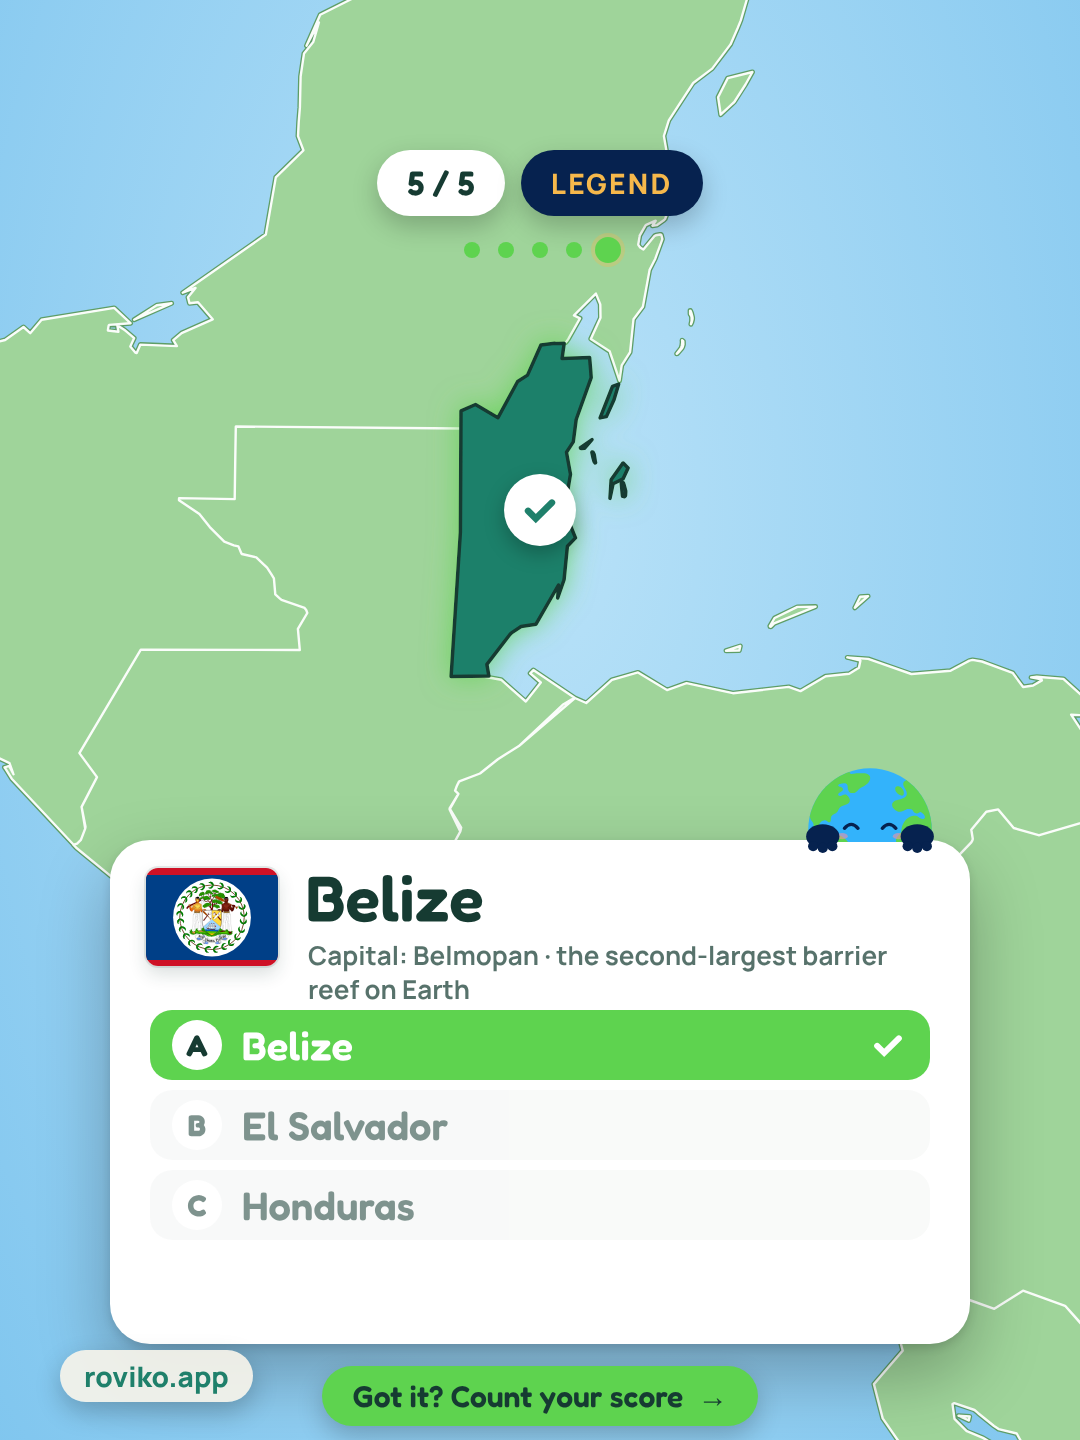 5 / 5
LEGEND
Belize
Capital: Belmopan · the second-largest barrier
reef on Earth
A Belize
B El Salvador
C Honduras
roviko.app
Got it? Count your score →